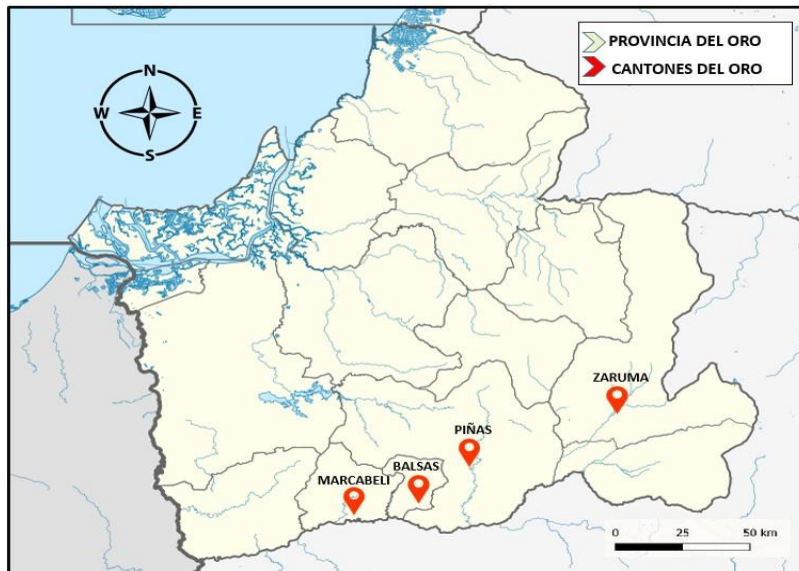 PROVINCIA DEL ORO
CANTONES DEL ORO
N
W E
S
ZARUMA
PIÑAS
BALSAS
MARCABELI
0 25 50 km